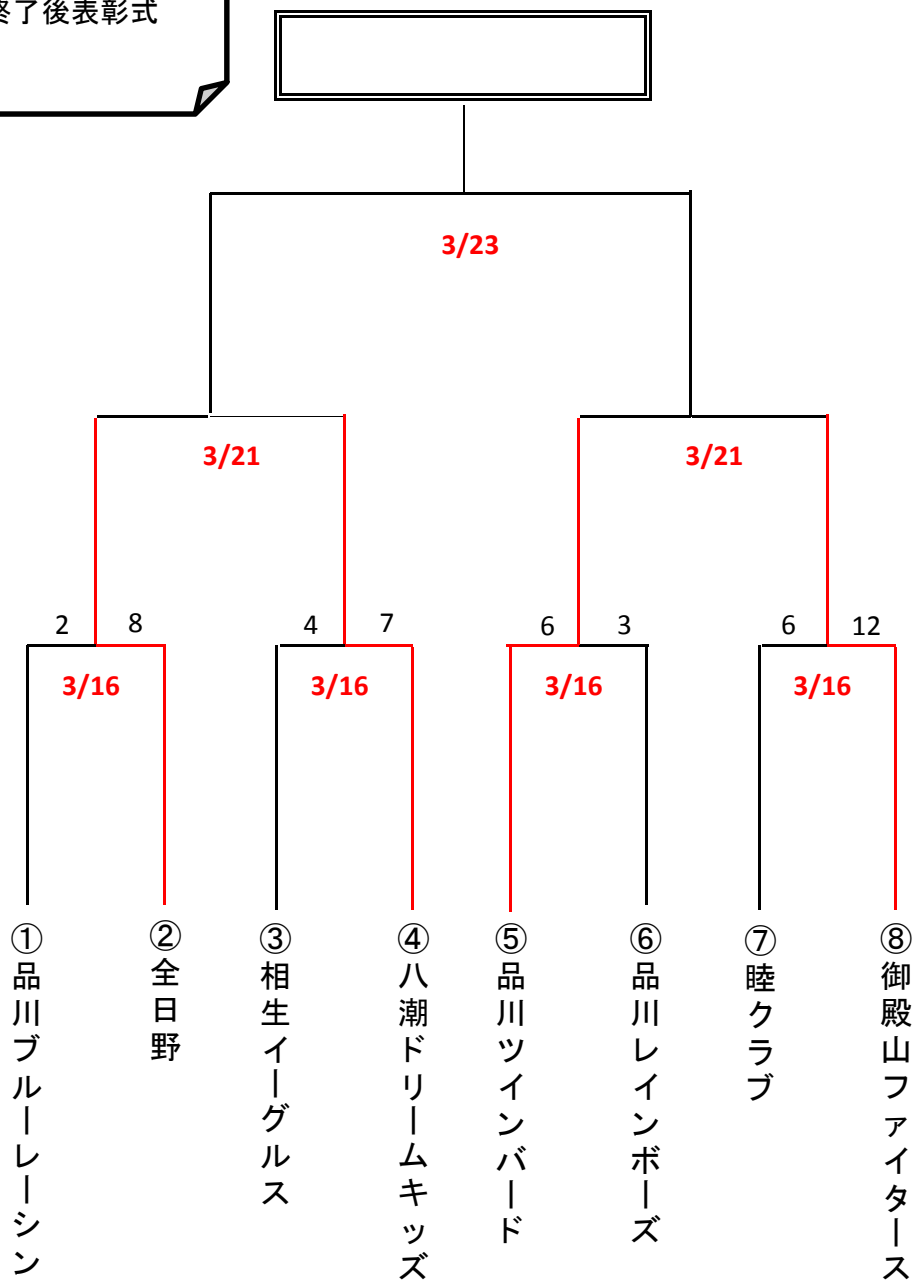 終了後表彰式
3/23
3/21
3/21
2 8
4 7
6 3
6 12
3/16
3/16
3/16
3/16
①品川ブルーレーシン
②全日野
③相生イーグルス
④八潮ドリームキッズ
⑤品川ツインバード
⑥品川レインボーズ
⑦睦クラブ
⑧御殿山ファイタース